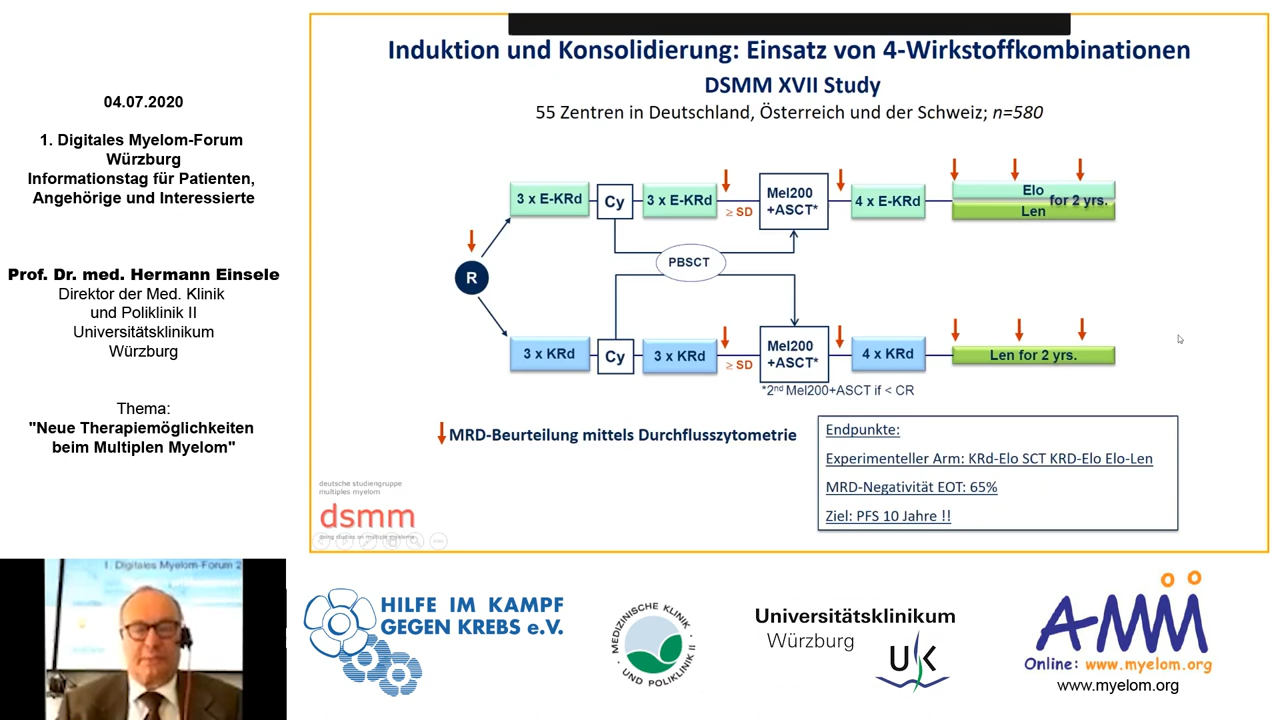 04.07.2020
1. Digitales Myelom-Forum
Würzburg
Informationstag für Patienten,
Angehörige und Interessierte
Prof. Dr. med. Hermann Einsele
Direktor der Med. Klinik
und Poliklinik II
Universitätsklinikum
Würzburg
Thema:
"Neue Therapiemöglichkeiten
beim Multiplen Myelom"
Induktion und Konsolidierung: Einsatz von 4-Wirkstoffkombinationen
DSMM XVII Study
55 Zentren in Deutschland, Österreich und der Schweiz; n=580
3 x E-KRd
Cy
3 x E-KRd
≥ SD
Mel200
+ASCT*
4 x E-KRd
Elo
for 2 yrs.
Len
PBSCT
R
3 x KRd
Cy
3 x KRd
≥ SD
Mel200
+ASCT*
4 x KRd
Len for 2 yrs.
*2nd Mel200+ASCT if < CR
MRD-Beurteilung mittels Durchflusszytometrie
Endpunkte:
Experimenteller Arm: KRd-Elo SCT KRD-Elo Elo-Len
MRD-Negativität EOT: 65%
Ziel: PFS 10 Jahre !!
deutsche studiengruppe
multiples myelom
dsmm
1. Digitales Myelom-Forum 2
HILFE IM KAMPF
GEGEN KREBS e.V.
MEDIZINISCHE KLINIK
UND POLIKLINIK II
Universitätsklinikum
Würzburg
UK
AMM
Online: www.myelom.org
www.myelom.org